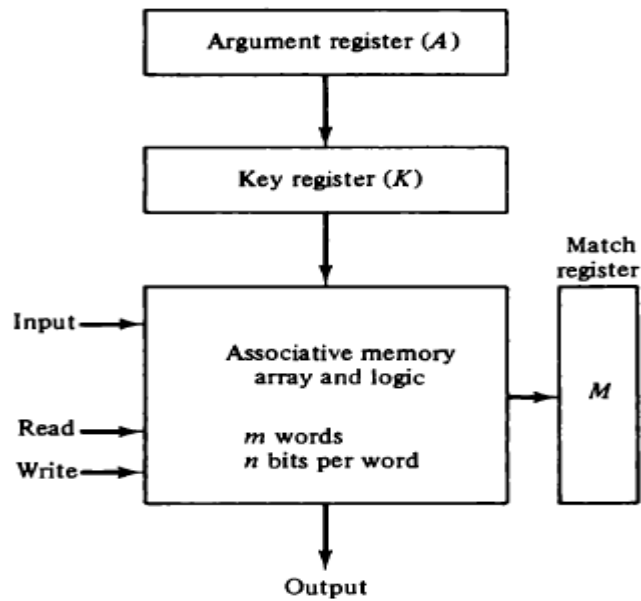 Argument register (A)
Key register (K)
Match
register
Input
Associative memory
array and logic
M
Read
m words
Write
n bits per word
Output